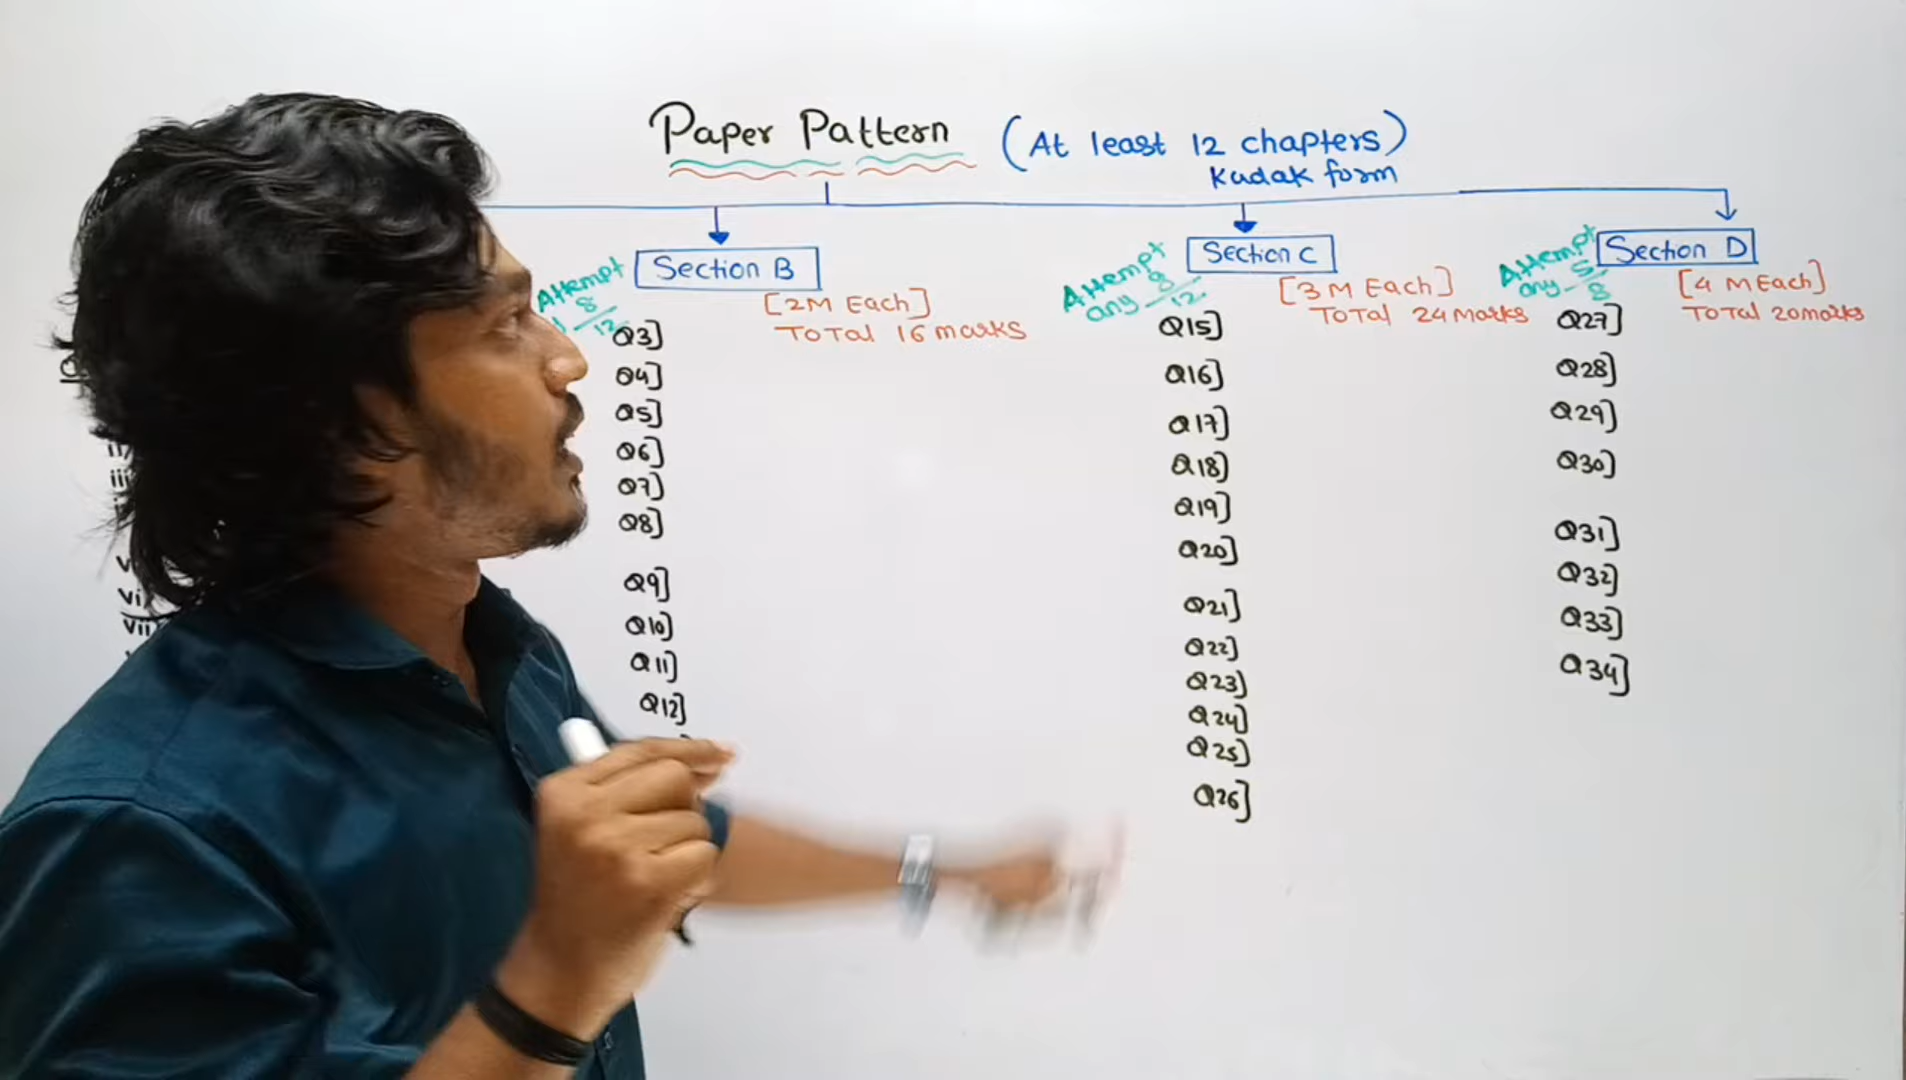 Paper Pattern (At least 12 chapters)
Kadak form
Attempt
8
12
Section B
[2M Each]
Total 16 marks
Q3]
Q4]
Q5]
Q6]
Q7]
Q8]
Q9]
Q10]
Q11]
Q12]
Attempt
any 8
12
Section C
[3 M Each]
Total 24 Marks
Q15]
Q16]
Q17]
Q18]
Q19]
Q20]
Q21]
Q22]
Q23]
Q24]
Q25]
Q26]
Attempt
any 5
8
Section D
[4 M Each]
Total 20 marks
Q27]
Q28]
Q29]
Q30]
Q31]
Q32]
Q33]
Q34]